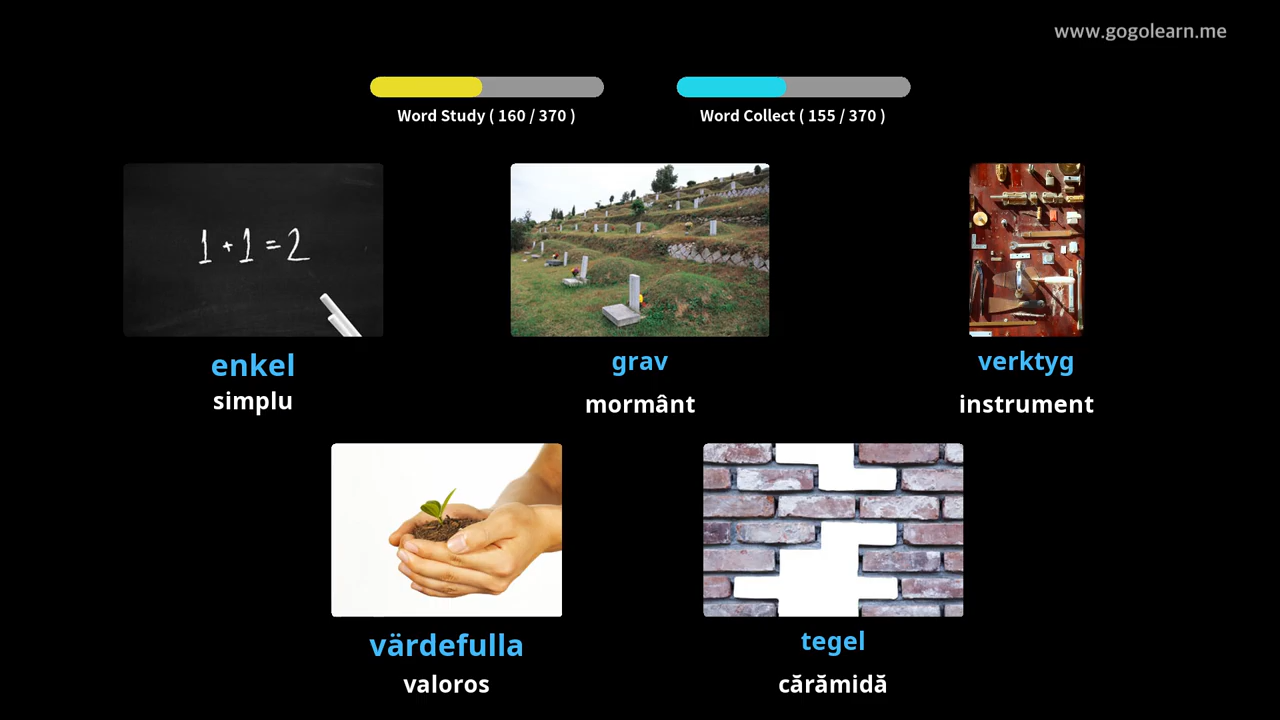 www.gogolearn.me
Word Study ( 160 / 370 )
Word Collect ( 155 / 370 )
1 + 1 = 2
enkel
simplu
grav
mormânt
verktyg
instrument
värdefulla
valoros
tegel
cărămidă